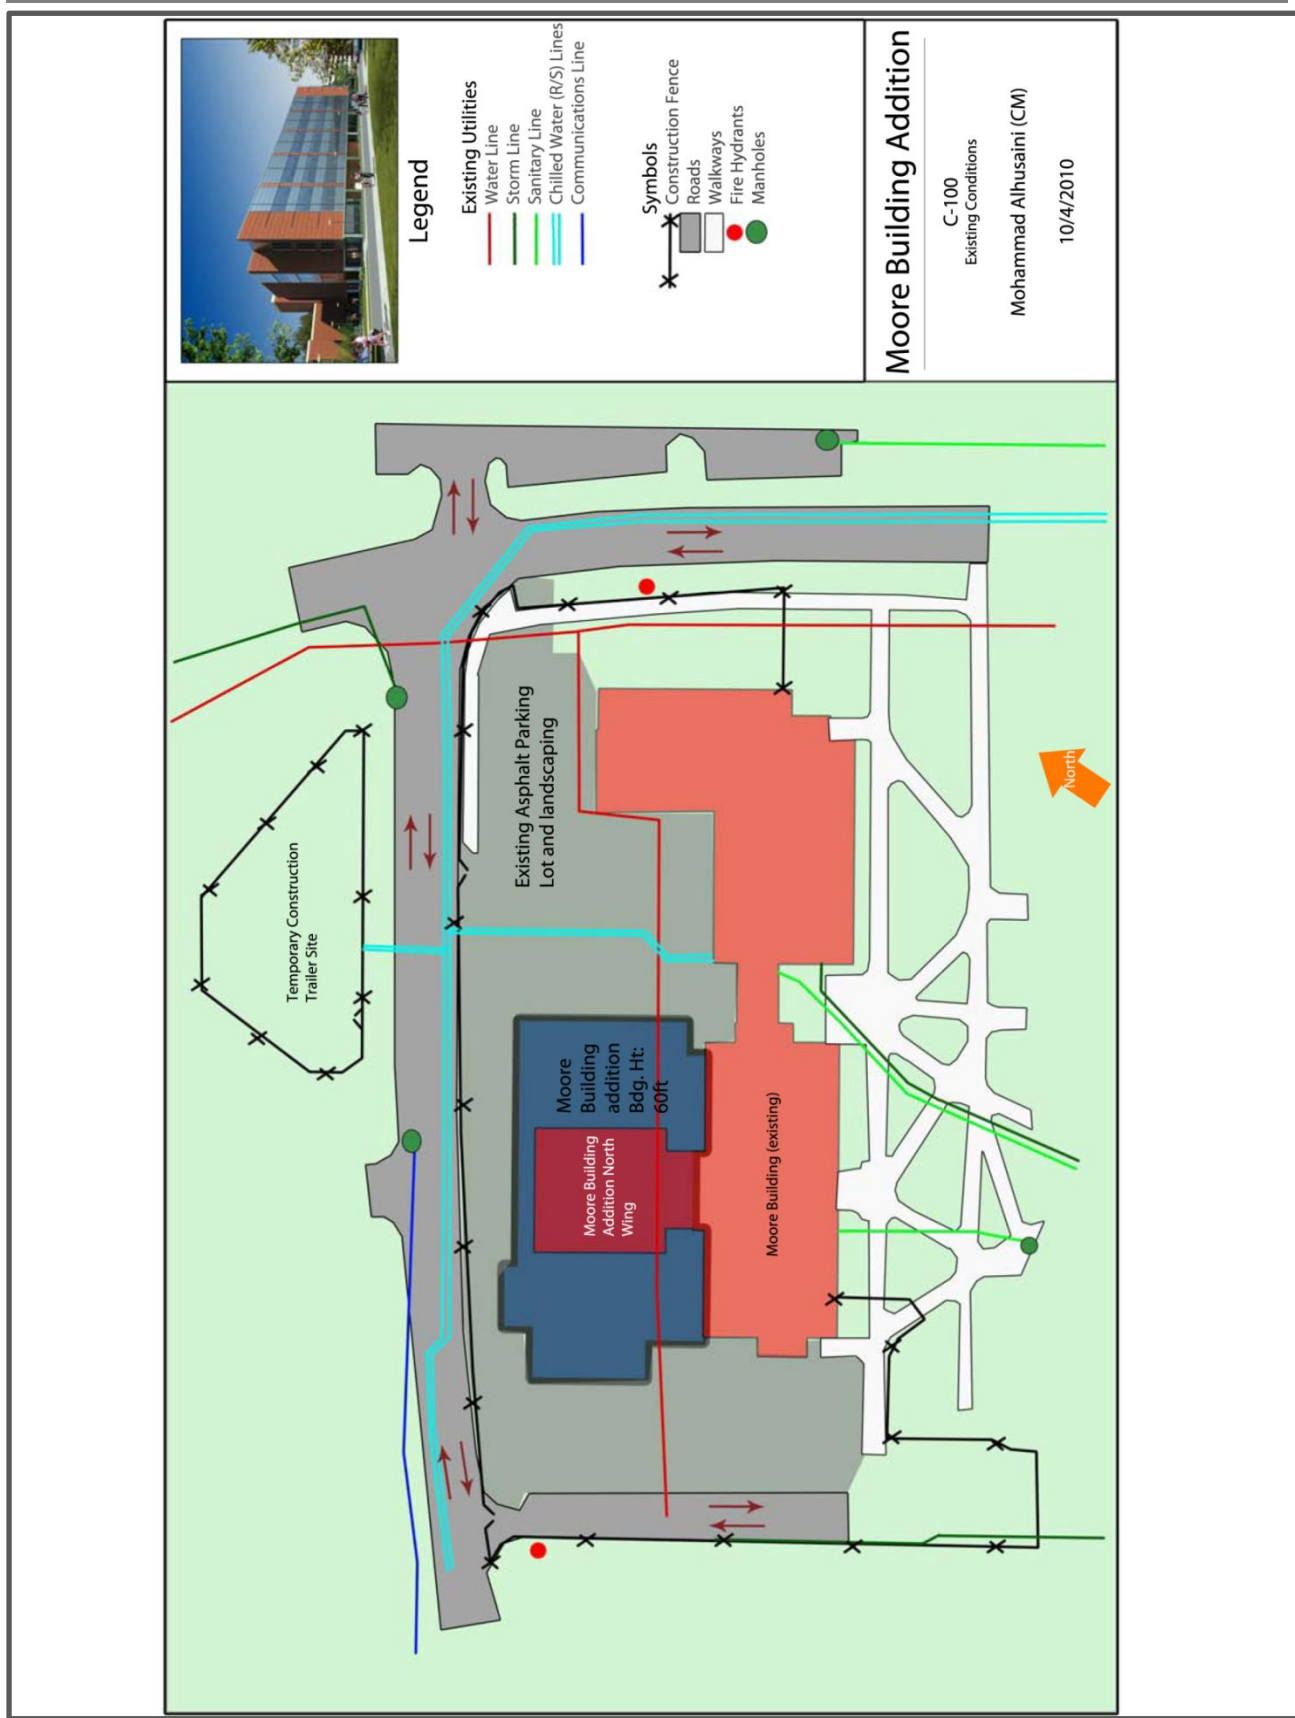 Legend
Existing Utilities
Water Line
Storm Line
Sanitary Line
Chilled Water (R/S) Lines
Communications Line
Symbols
Construction Fence
Roads
Walkways
Fire Hydrants
Manholes
Moore Building Addition
C-100
Existing Conditions
Mohammad Alhusaini (CM)
10/4/2010
Temporary Construction
Trailer Site
Existing Asphalt Parking
Lot and landscaping
Moore
Building
addition
Bdg. Ht:
60ft
Moore Building
Addition North
Wing
Moore Building (existing)
North